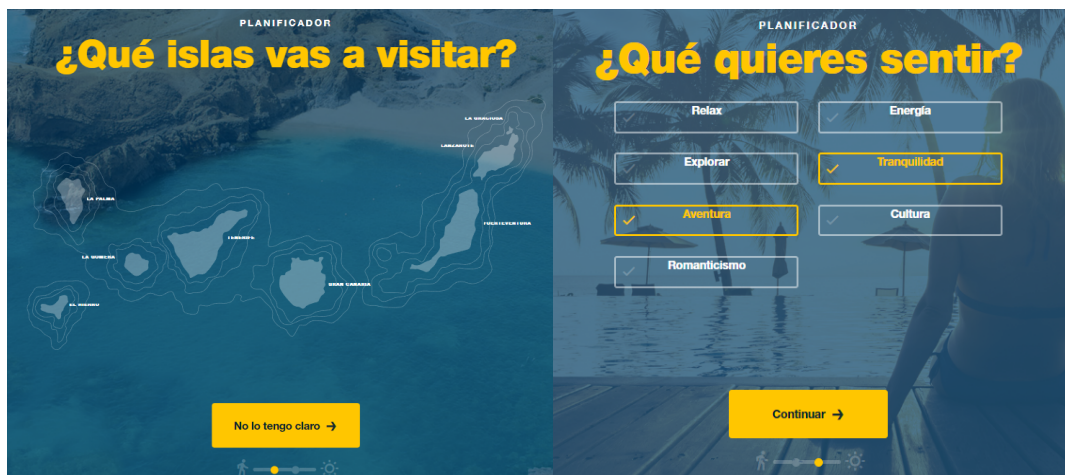 PLANIFICADOR
¿Qué islas vas a visitar?
LA GRACIOSA
LANZAROTE
LA PALMA
FUERTEVENTURA
TENERIFE
LA GOMERA
GRAN CANARIA
EL HIERRO
No lo tengo claro →
PLANIFICADOR
¿Qué quieres sentir?
Relax
Energía
Explorar
Tranquilidad
Aventura
Cultura
Romanticismo
Continuar →